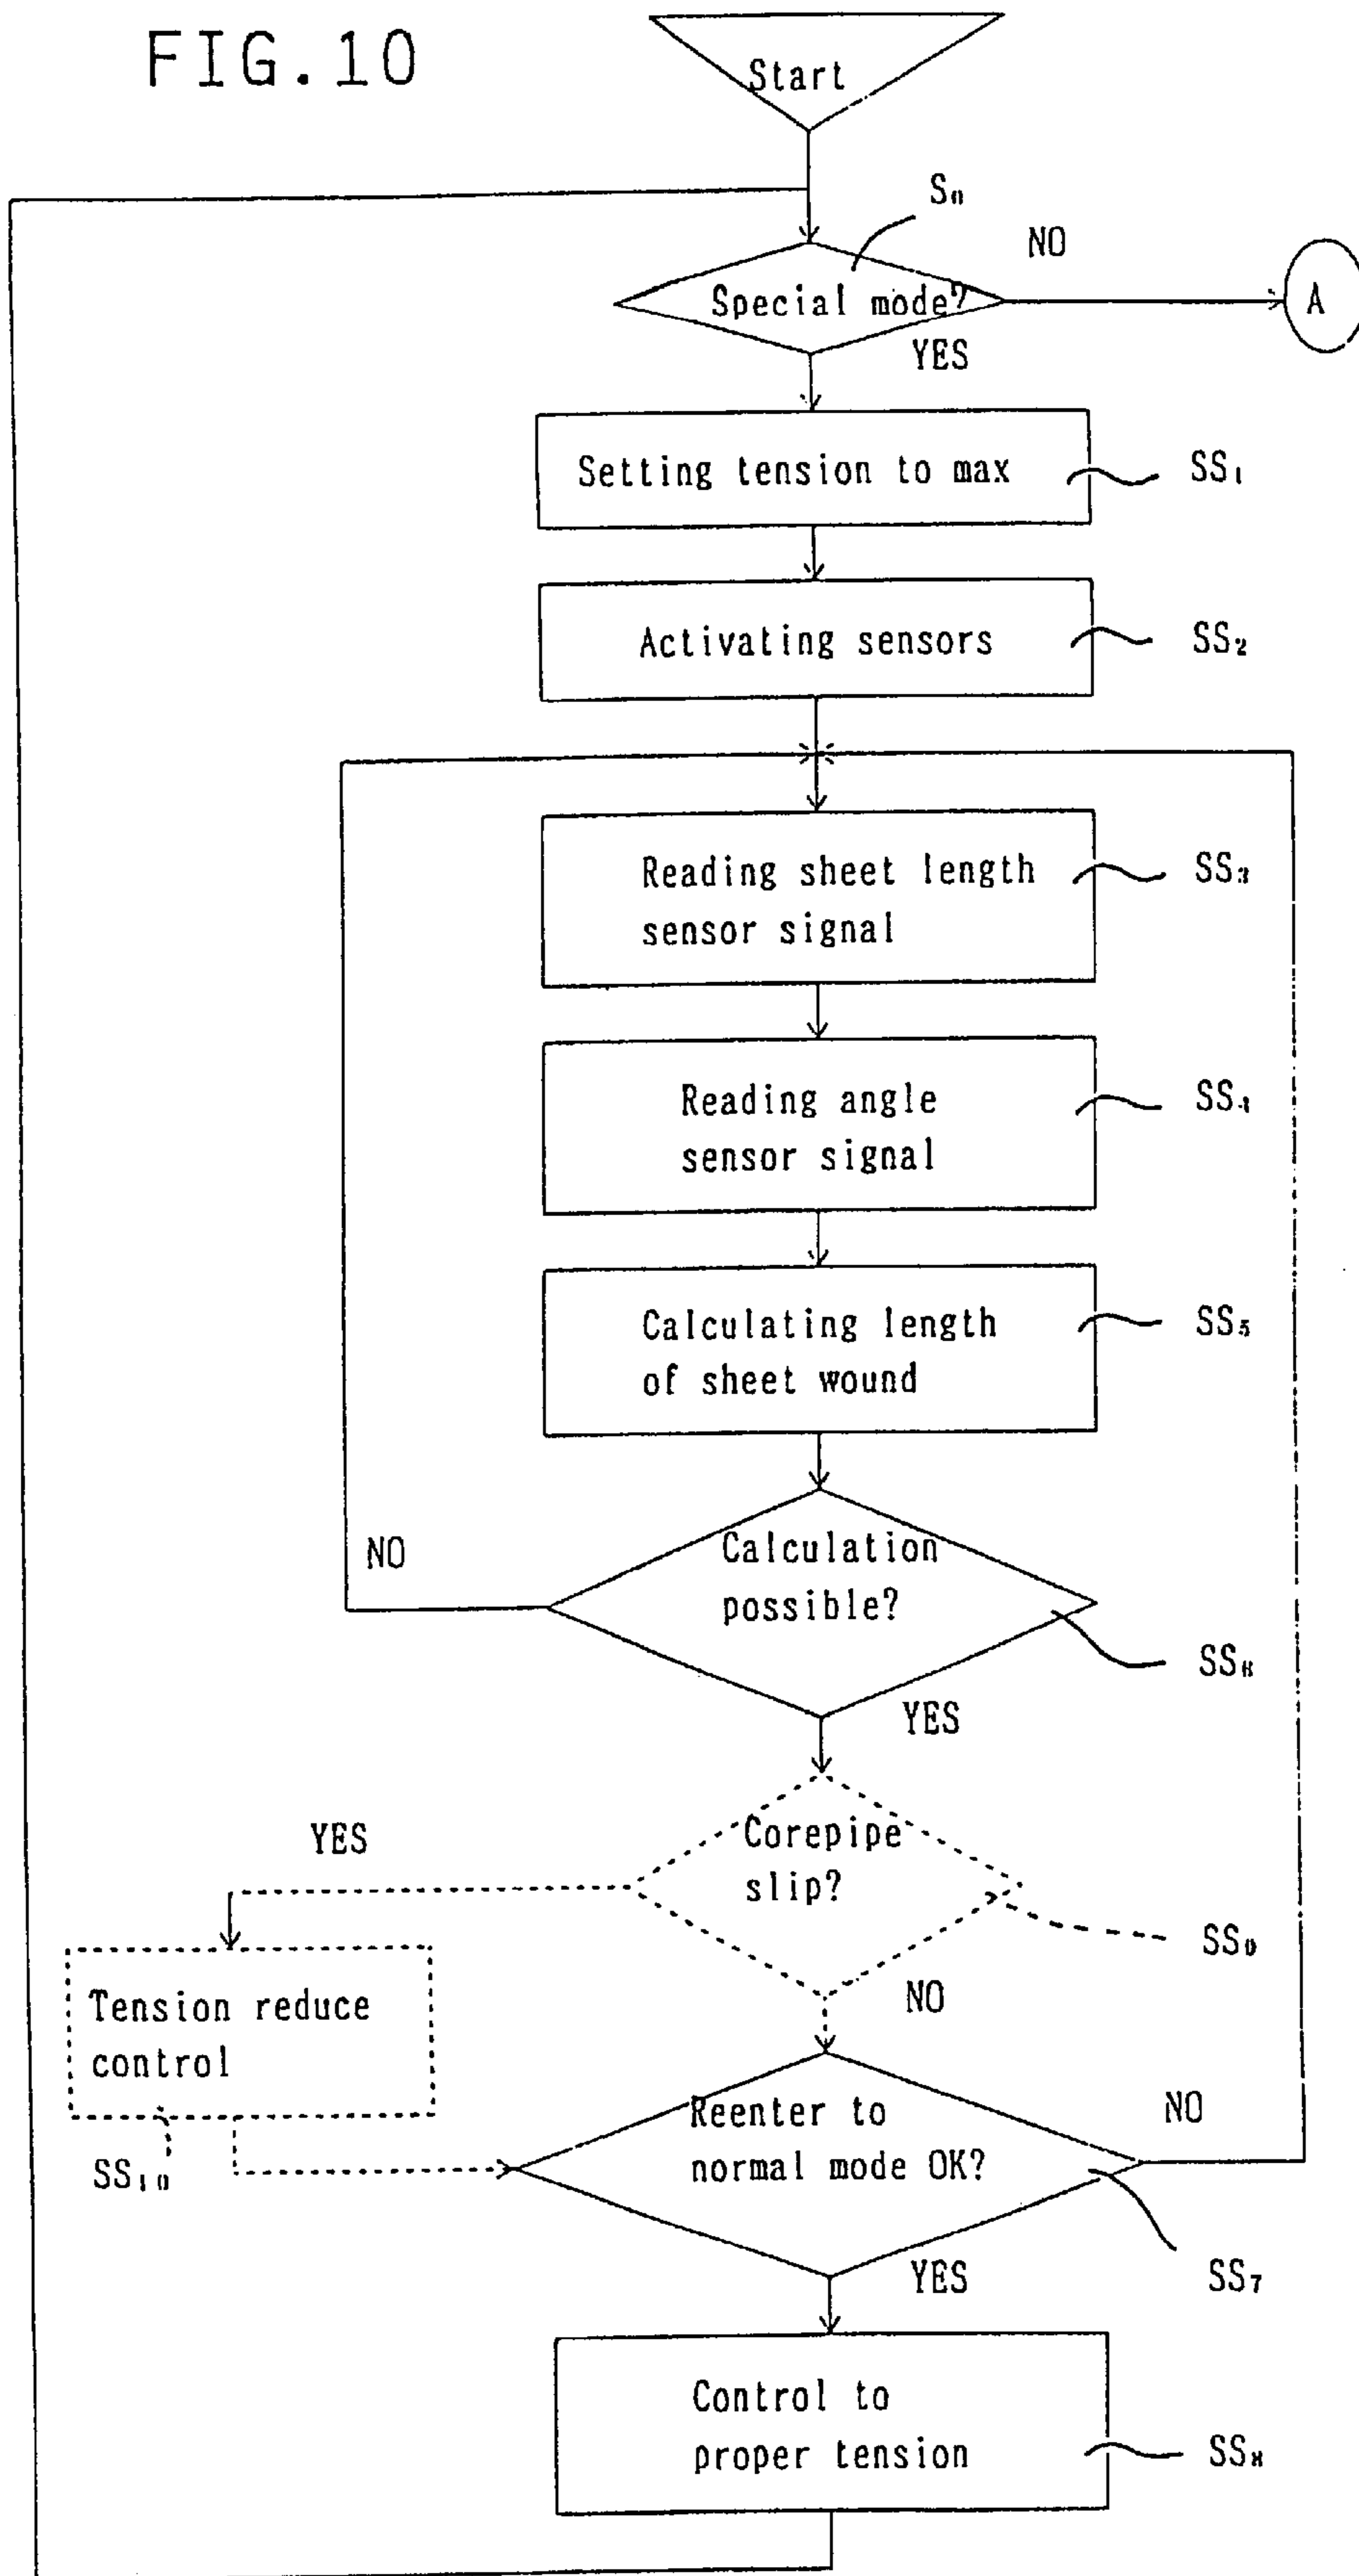 FIG.10
Start
S₀
NO
Special mode?
A
YES
Setting tension to max
SS₁
Activating sensors
SS₂
Reading sheet length
SS₃
sensor signal
Reading angle
SS₄
sensor signal
Calculating length
SS₅
of sheet wound
NO
Calculation
possible?
SS₆
YES
Corepipe
YES
slip?
SS₉
NO
Tension reduce
control
Reenter to
NO
normal mode OK?
SS₁₀
YES
SS₇
Control to
proper tension
SS₈